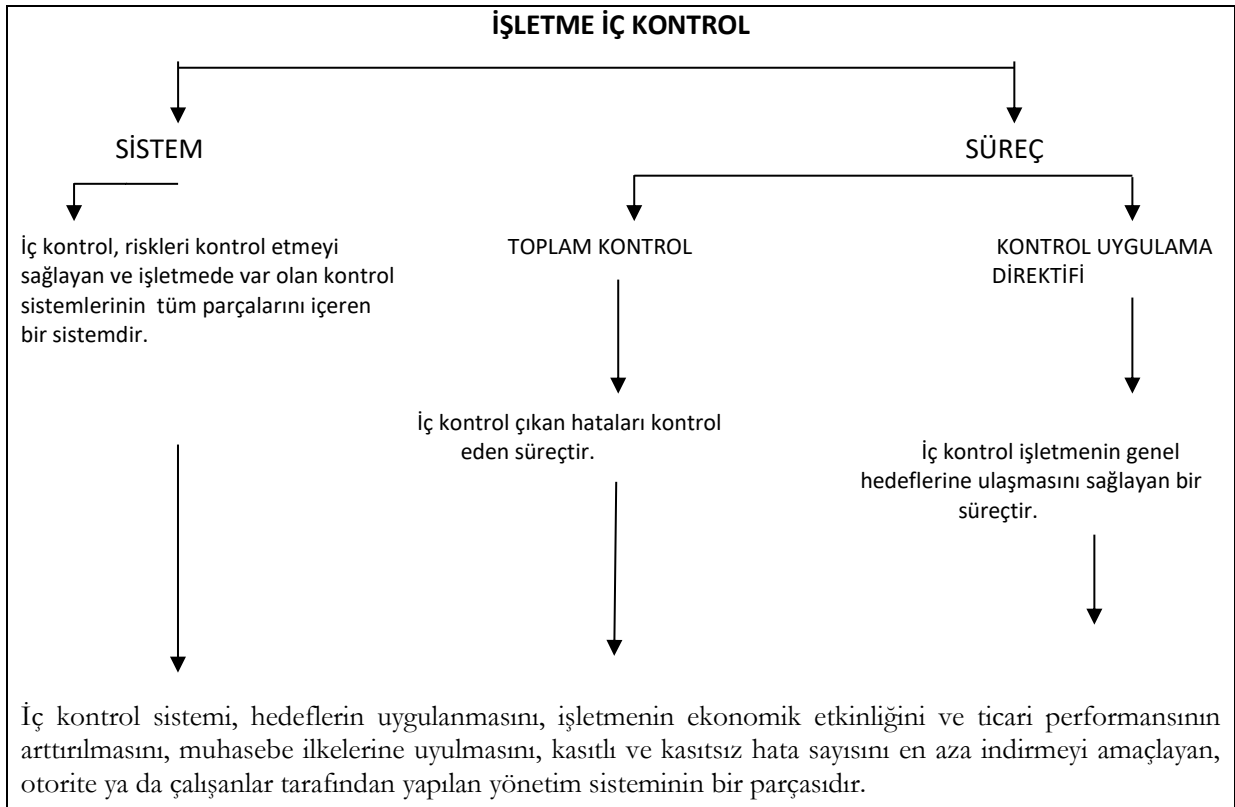 İŞLETME İÇ KONTROL
SİSTEM
SÜREÇ
İç kontrol, riskleri kontrol etmeyi
sağlayan ve işletmede var olan kontrol
sistemlerinin tüm parçalarını içeren
bir sistemdir.
TOPLAM KONTROL
KONTROL UYGULAMA
DİREKTİFİ
İç kontrol çıkan hataları kontrol
eden süreçtir.
İç kontrol işletmenin genel
hedeflerine ulaşmasını sağlayan bir
süreçtir.
İç kontrol sistemi, hedeflerin uygulanmasını, işletmenin ekonomik etkinliğini ve ticari performansının
arttırılmasını, muhasebe ilkelerine uyulmasını, kasıtlı ve kasıtsız hata sayısını en aza indirmeyi amaçlayan,
otorite ya da çalışanlar tarafından yapılan yönetim sisteminin bir parçasıdır.